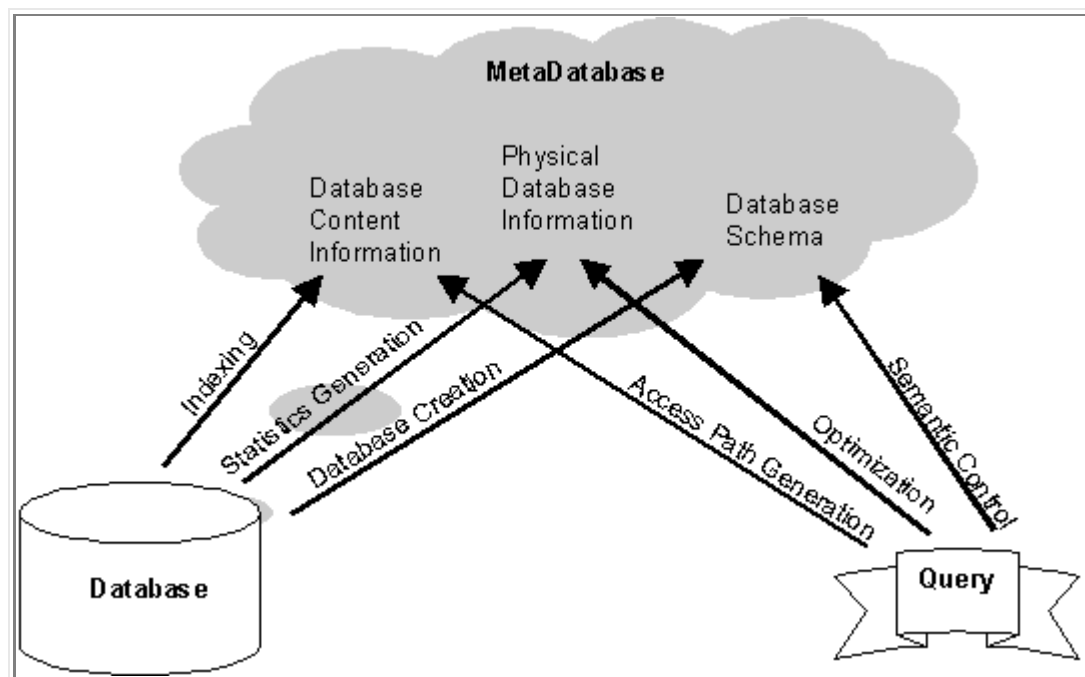 MetaDatabase
Database
Content
Information
Physical
Database
Information
Database
Schema
Indexing
Statistics Generation
Database Creation
Access Path Generation
Optimization
Semantic Control
Database
Query